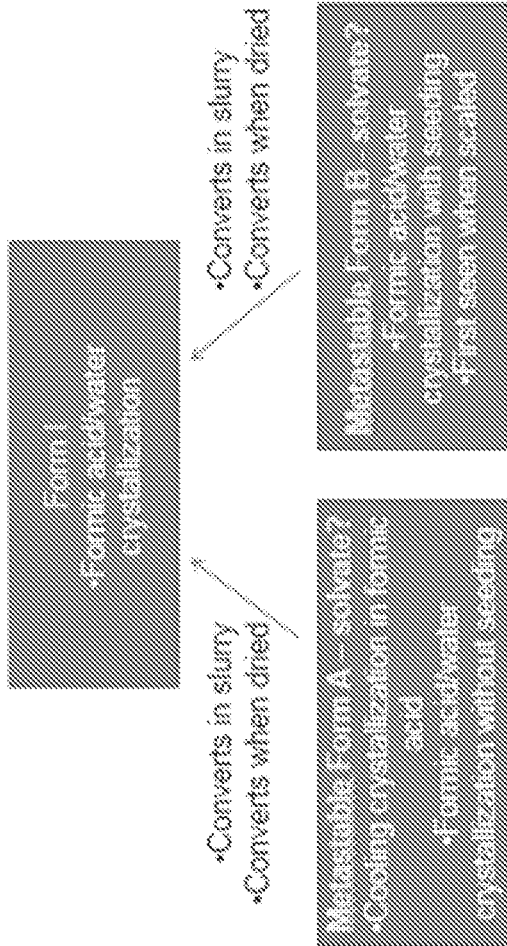 Form I
•Formic acid/water
crystallization
•Converts in slurry
•Converts when dried
•Converts in slurry
•Converts when dried
Metastable Form A – solvate?
•Cooling crystallization in formic
acid
•Formic acid/water
crystallization without seeding
Metastable Form B – solvate?
•Formic acid/water
crystallization with seeding
•First seen when scaled